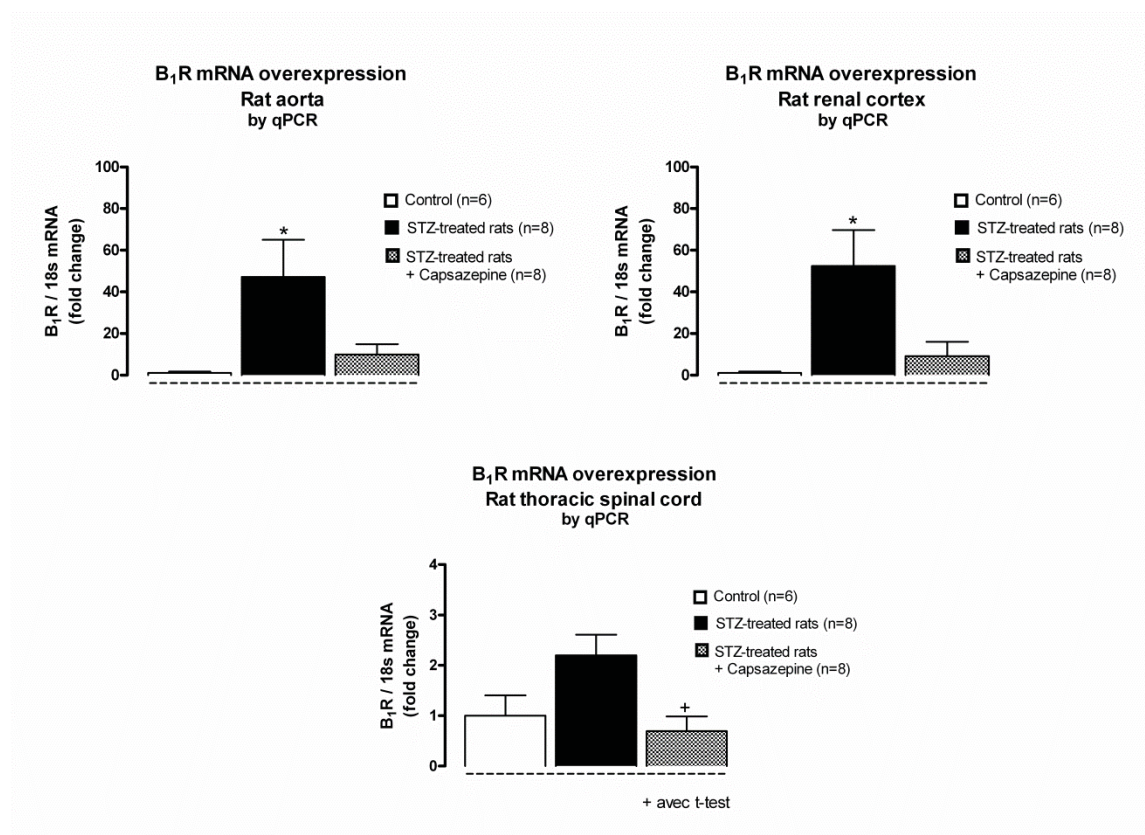 B₁R mRNA overexpression
Rat aorta
by qPCR
B₁R / 18s mRNA
(fold change)
100
80
60
40
20
0
*
Control (n=6)
STZ-treated rats (n=8)
STZ-treated rats
+ Capsazepine (n=8)
B₁R mRNA overexpression
Rat renal cortex
by qPCR
B₁R / 18s mRNA
(fold change)
100
80
60
40
20
0
*
Control (n=6)
STZ-treated rats (n=8)
STZ-treated rats
+ Capsazepine (n=8)
B₁R mRNA overexpression
Rat thoracic spinal cord
by qPCR
B₁R / 18s mRNA
(fold change)
4
3
2
1
0
+
Control (n=6)
STZ-treated rats (n=8)
STZ-treated rats
+ Capsazepine (n=8)
+ avec t-test